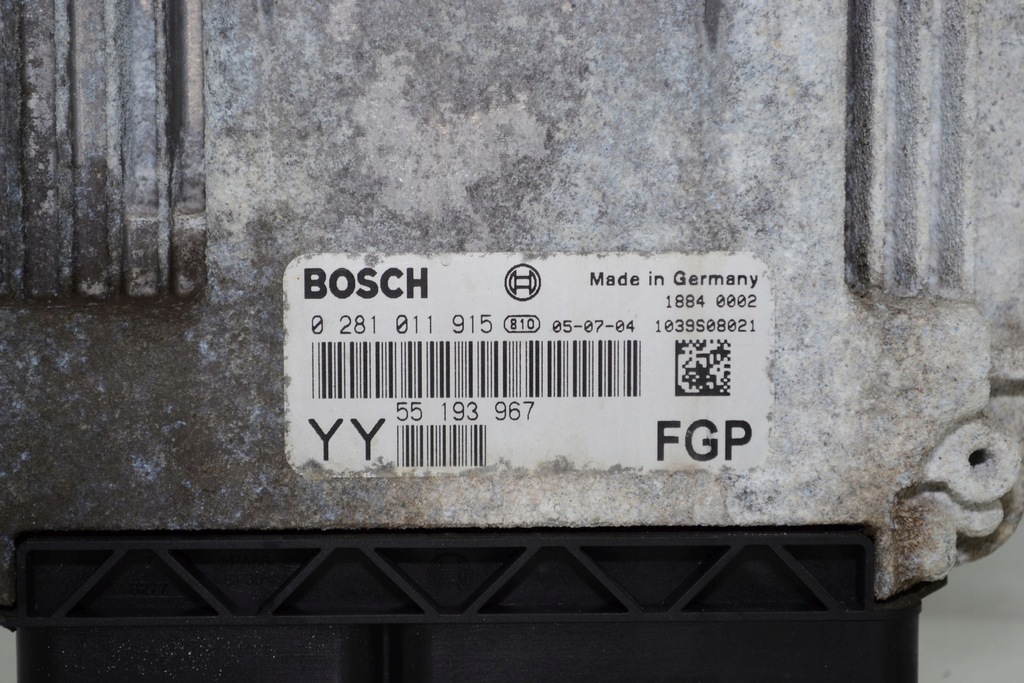 BOSCH Made in Germany
1884 0002
0 281 011 915 810 05-07-04 1039S08021
55 193 967
YY FGP